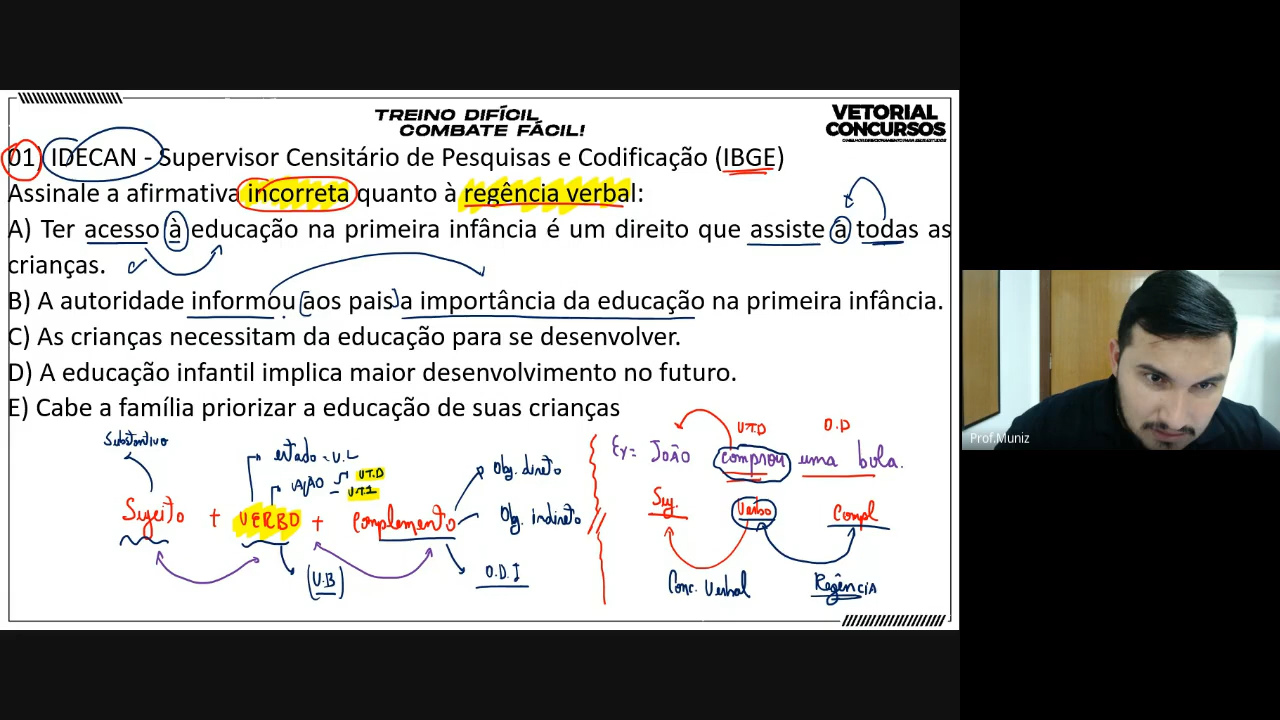 TREINO DIFÍCIL
COMBATE FÁCIL!
VETORIAL
CONCURSOS
01) IDECAN - Supervisor Censitário de Pesquisas e Codificação (IBGE)
Assinale a afirmativa incorreta quanto à regência verbal:
A) Ter acesso à educação na primeira infância é um direito que assiste a todas as
crianças.
B) A autoridade informou aos pais a importância da educação na primeira infância.
C) As crianças necessitam da educação para se desenvolver.
D) A educação infantil implica maior desenvolvimento no futuro.
E) Cabe a família priorizar a educação de suas crianças
Substantivo
estado = V.L
AÇÃO
V.T.D
V.T.I
Sujeito + VERBO + Complemento
Obj. direto
Obj. indireto
(V.B)
O.D.I
V.T.D
O.D
Ex= JOÃO comprou uma bola.
Suj.
Verbo
Compl
Conc. Verbal
Regência
Prof.Muniz